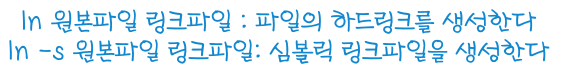 ln 원본파일 링크파일 : 파일의 하드링크를 생성한다
ln -s 원본파일 링크파일: 심볼릭 링크파일을 생성한다